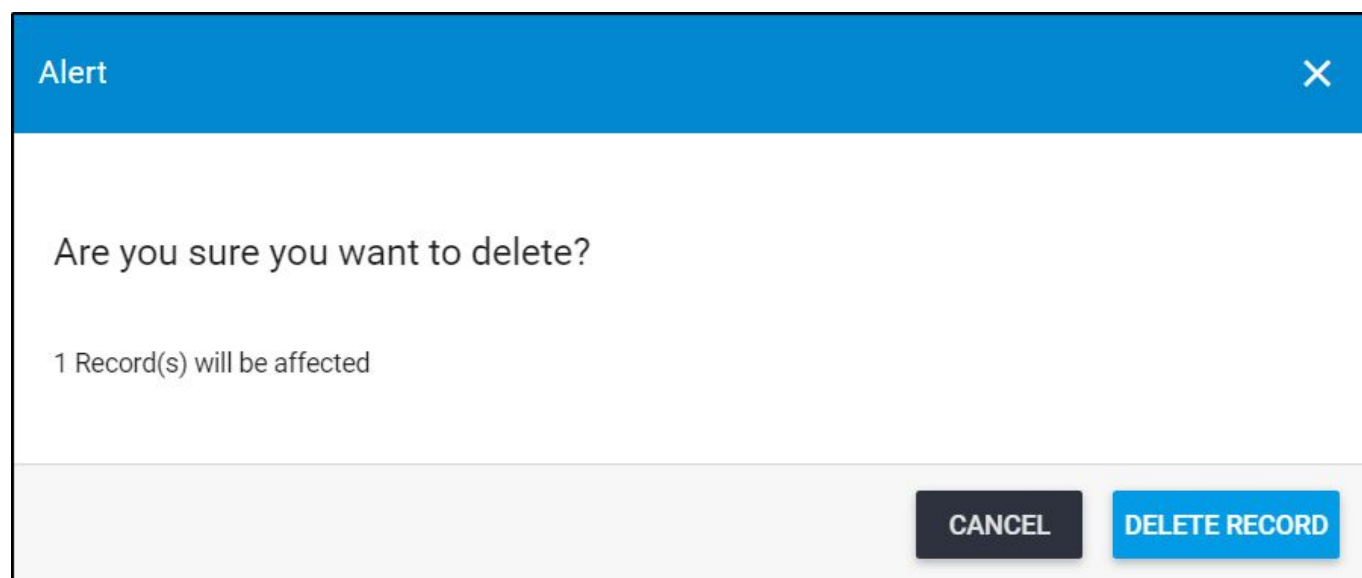 Alert
Are you sure you want to delete?
1 Record(s) will be affected
CANCEL
DELETE RECORD